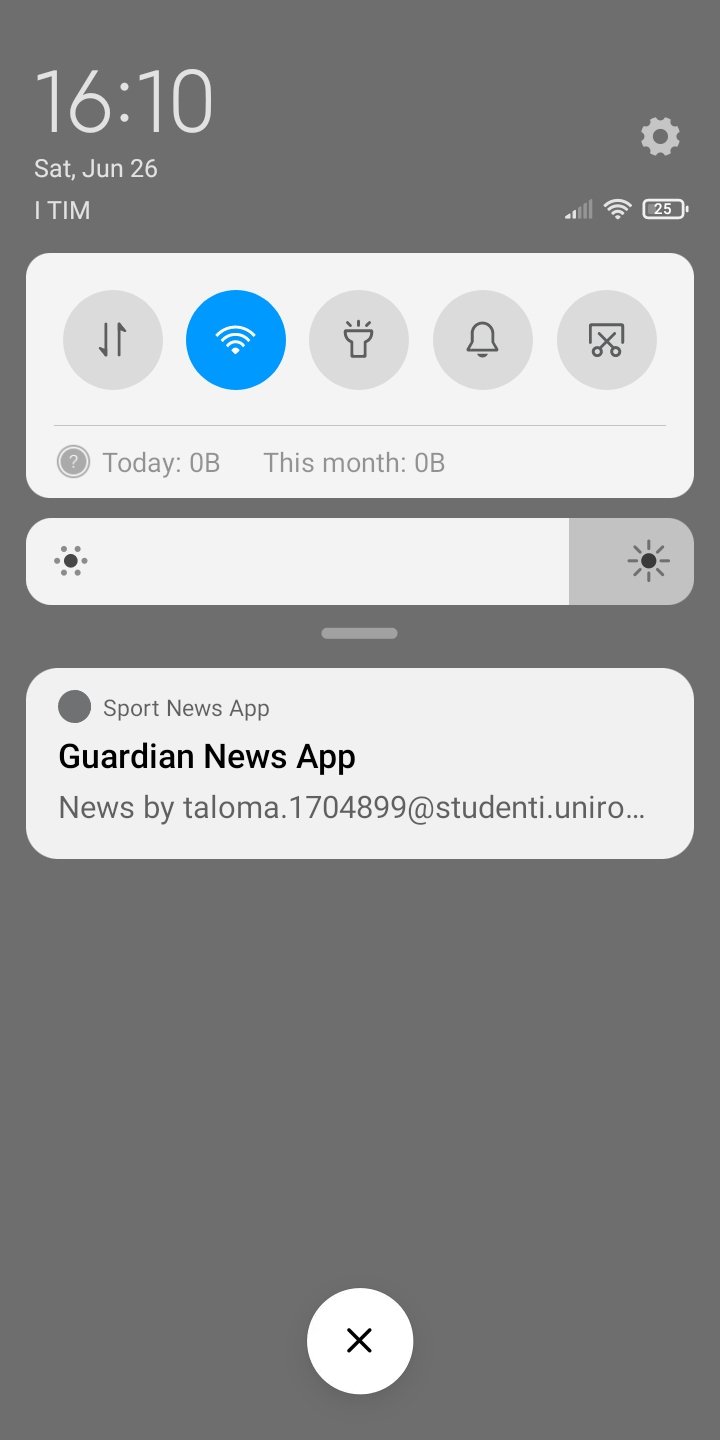 16:10
Sat, Jun 26
I TIM
25
Today: 0B This month: 0B
Sport News App
Guardian News App
News by taloma.1704899@studenti.uniro...